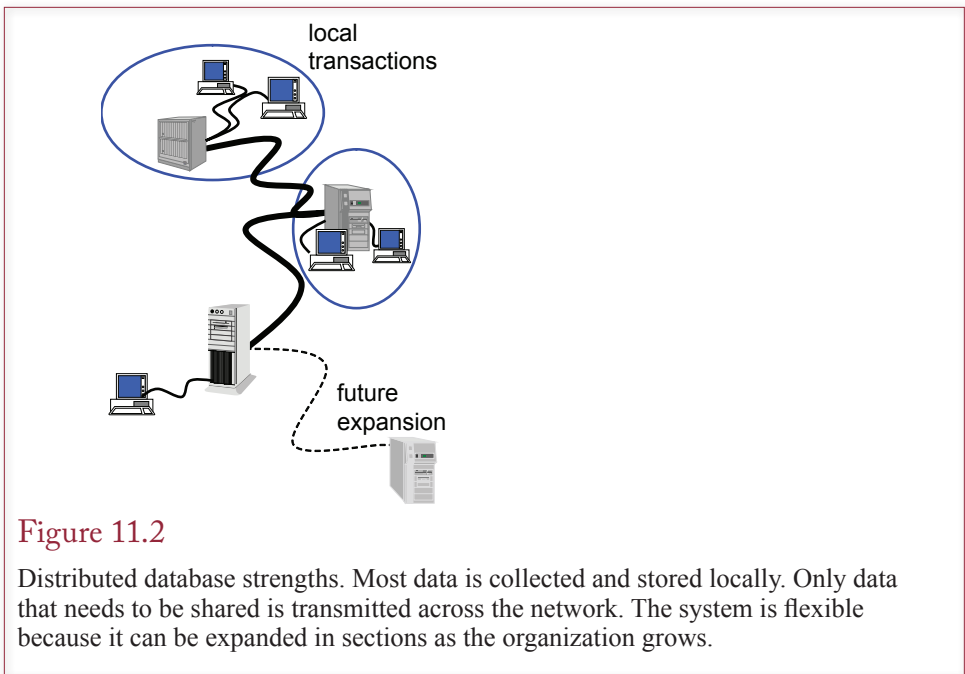 local
transactions
future
expansion
Figure 11.2
Distributed database strengths. Most data is collected and stored locally. Only data
that needs to be shared is transmitted across the network. The system is flexible
because it can be expanded in sections as the organization grows.